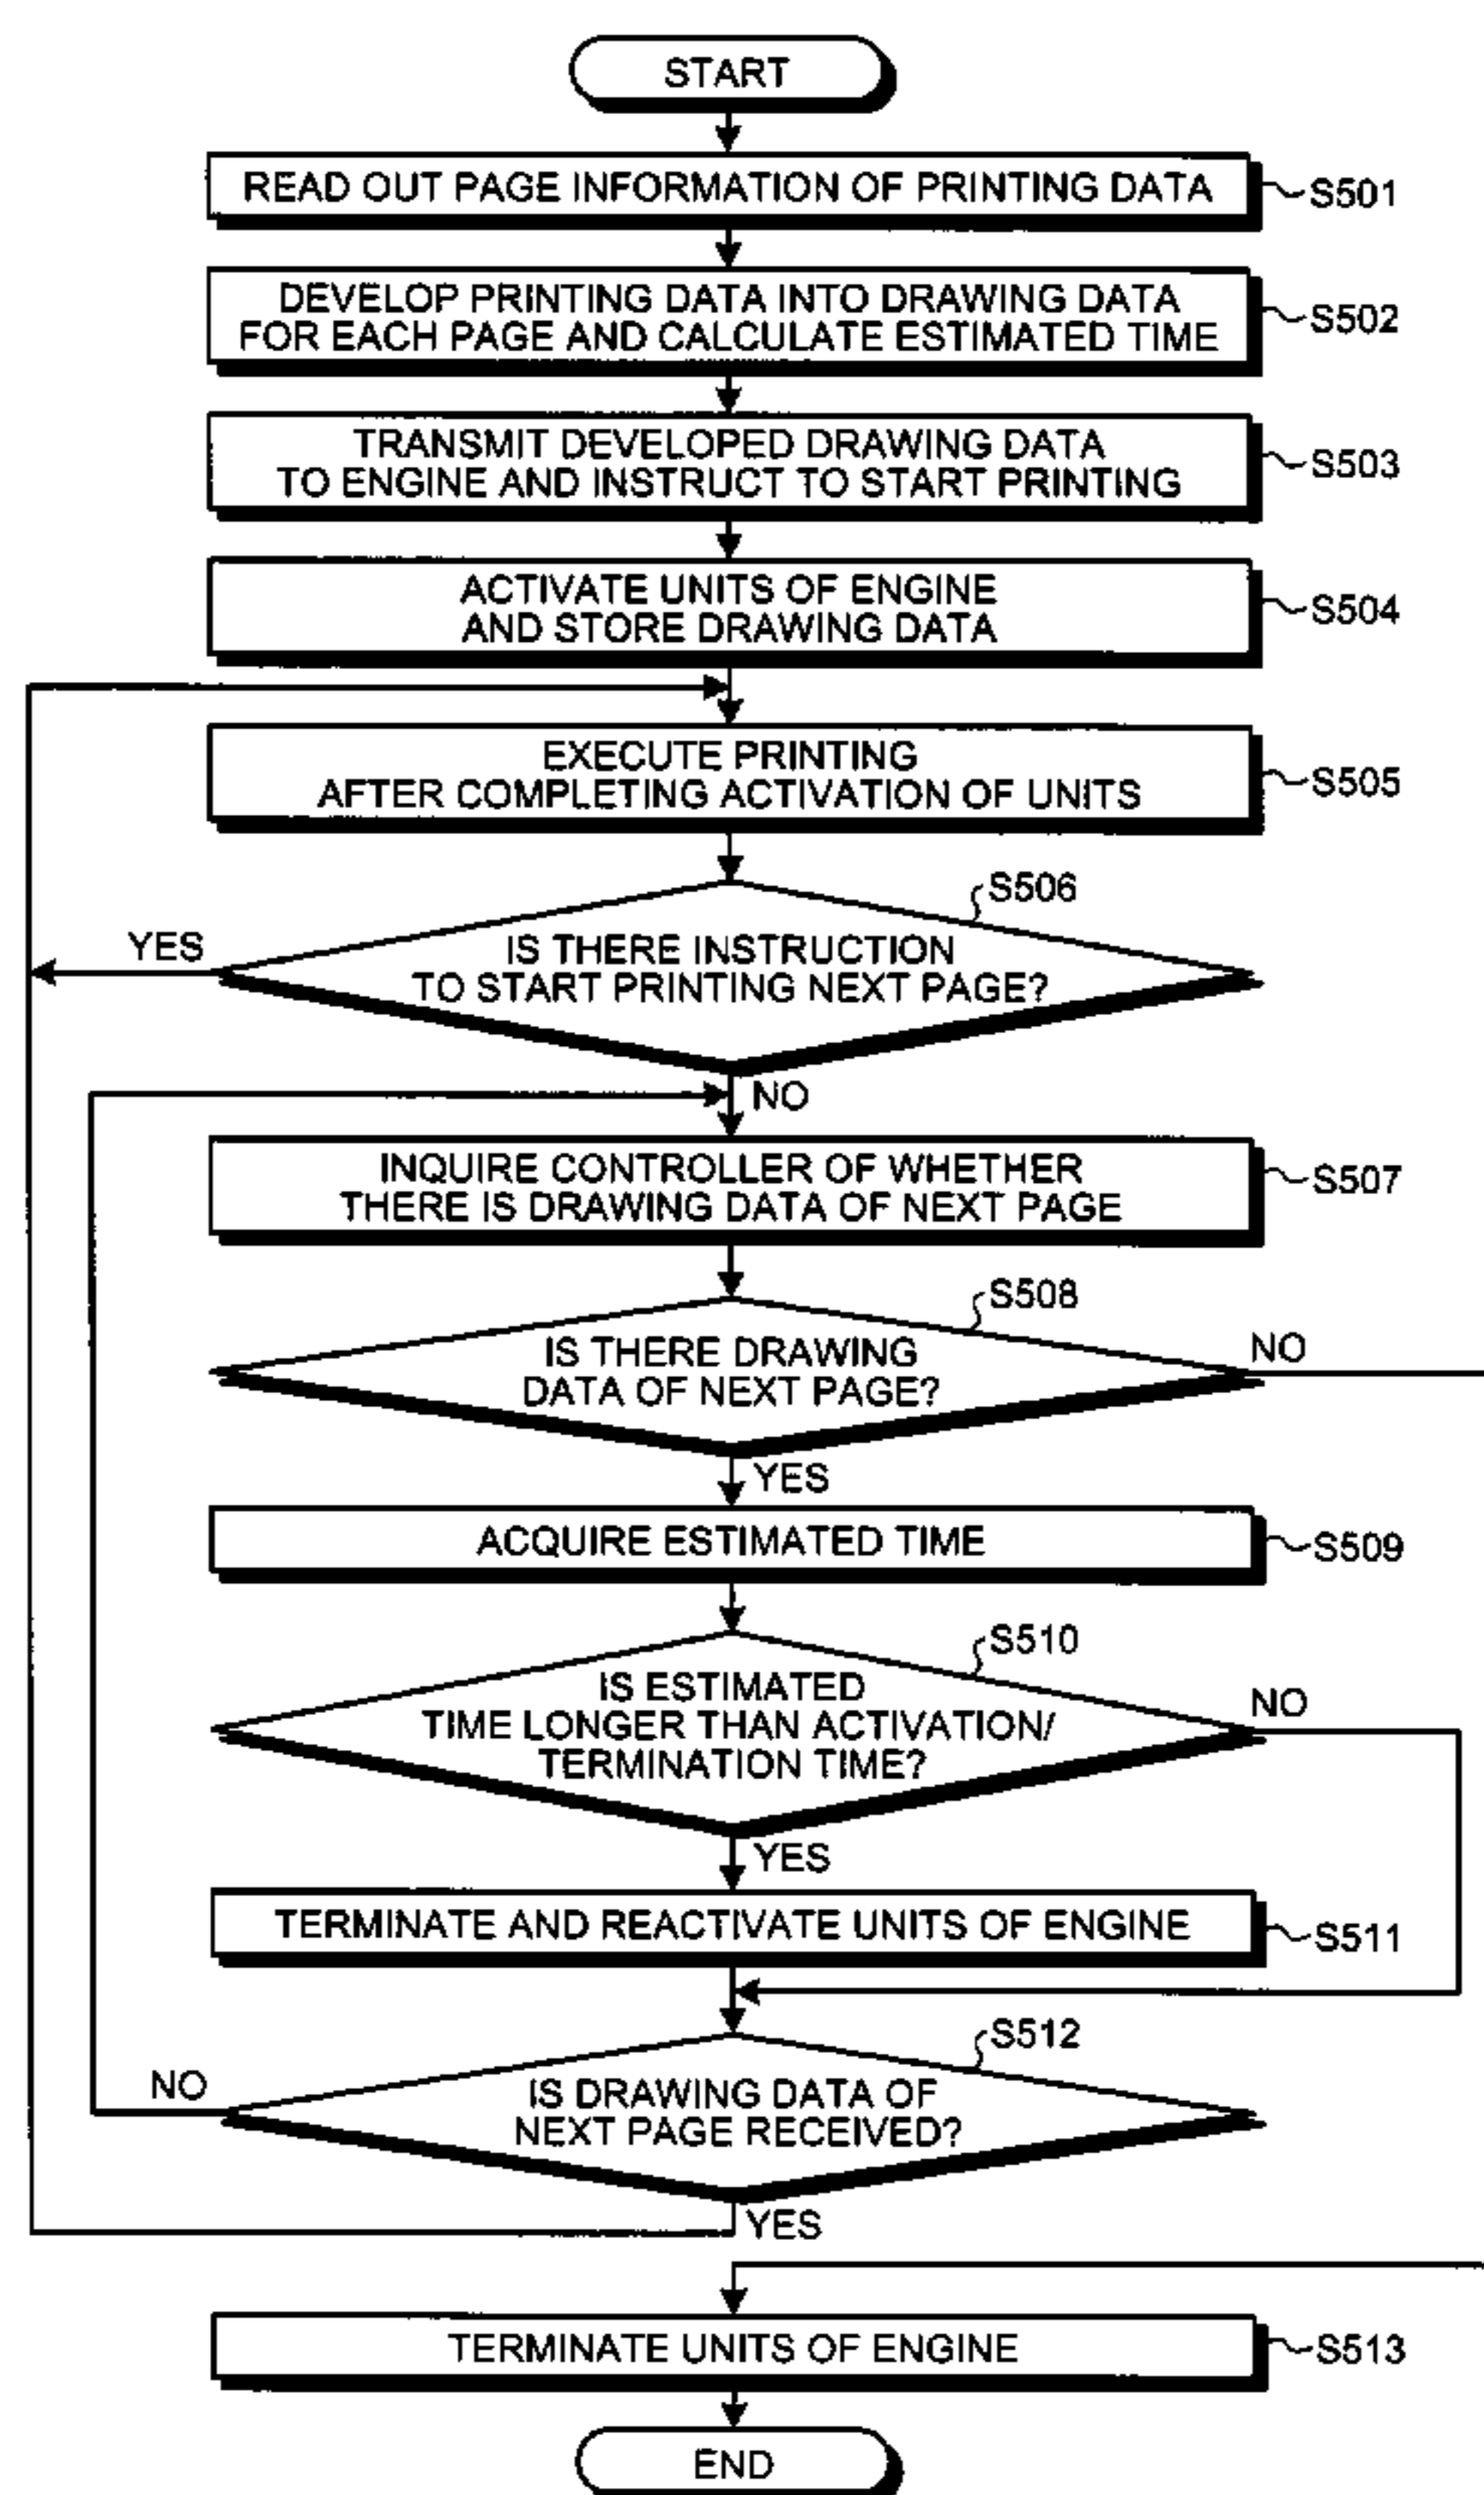 START
READ OUT PAGE INFORMATION OF PRINTING DATA
S501
DEVELOP PRINTING DATA INTO DRAWING DATA
FOR EACH PAGE AND CALCULATE ESTIMATED TIME
S502
TRANSMIT DEVELOPED DRAWING DATA
TO ENGINE AND INSTRUCT TO START PRINTING
S503
ACTIVATE UNITS OF ENGINE
AND STORE DRAWING DATA
S504
EXECUTE PRINTING
AFTER COMPLETING ACTIVATION OF UNITS
S505
S506
YES
IS THERE INSTRUCTION
TO START PRINTING NEXT PAGE?
NO
INQUIRE CONTROLLER OF WHETHER
THERE IS DRAWING DATA OF NEXT PAGE
S507
S508
IS THERE DRAWING
DATA OF NEXT PAGE?
NO
YES
ACQUIRE ESTIMATED TIME
S509
S510
IS ESTIMATED
TIME LONGER THAN ACTIVATION/
TERMINATION TIME?
NO
YES
TERMINATE AND REACTIVATE UNITS OF ENGINE
S511
S512
NO
IS DRAWING DATA OF
NEXT PAGE RECEIVED?
YES
TERMINATE UNITS OF ENGINE
S513
END